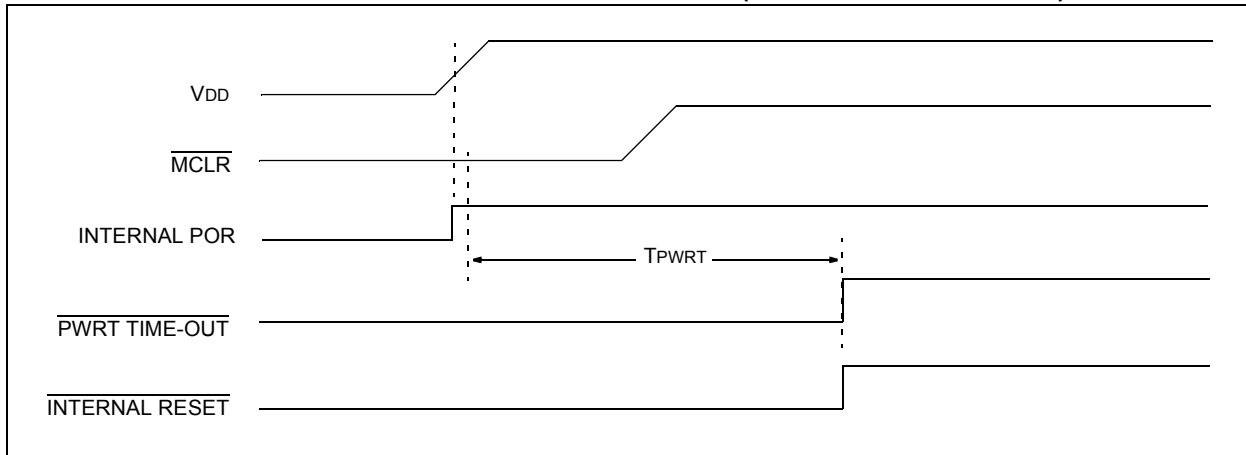 VDD
MCLR
INTERNAL POR
TPWRT
PWRT TIME-OUT
INTERNAL RESET